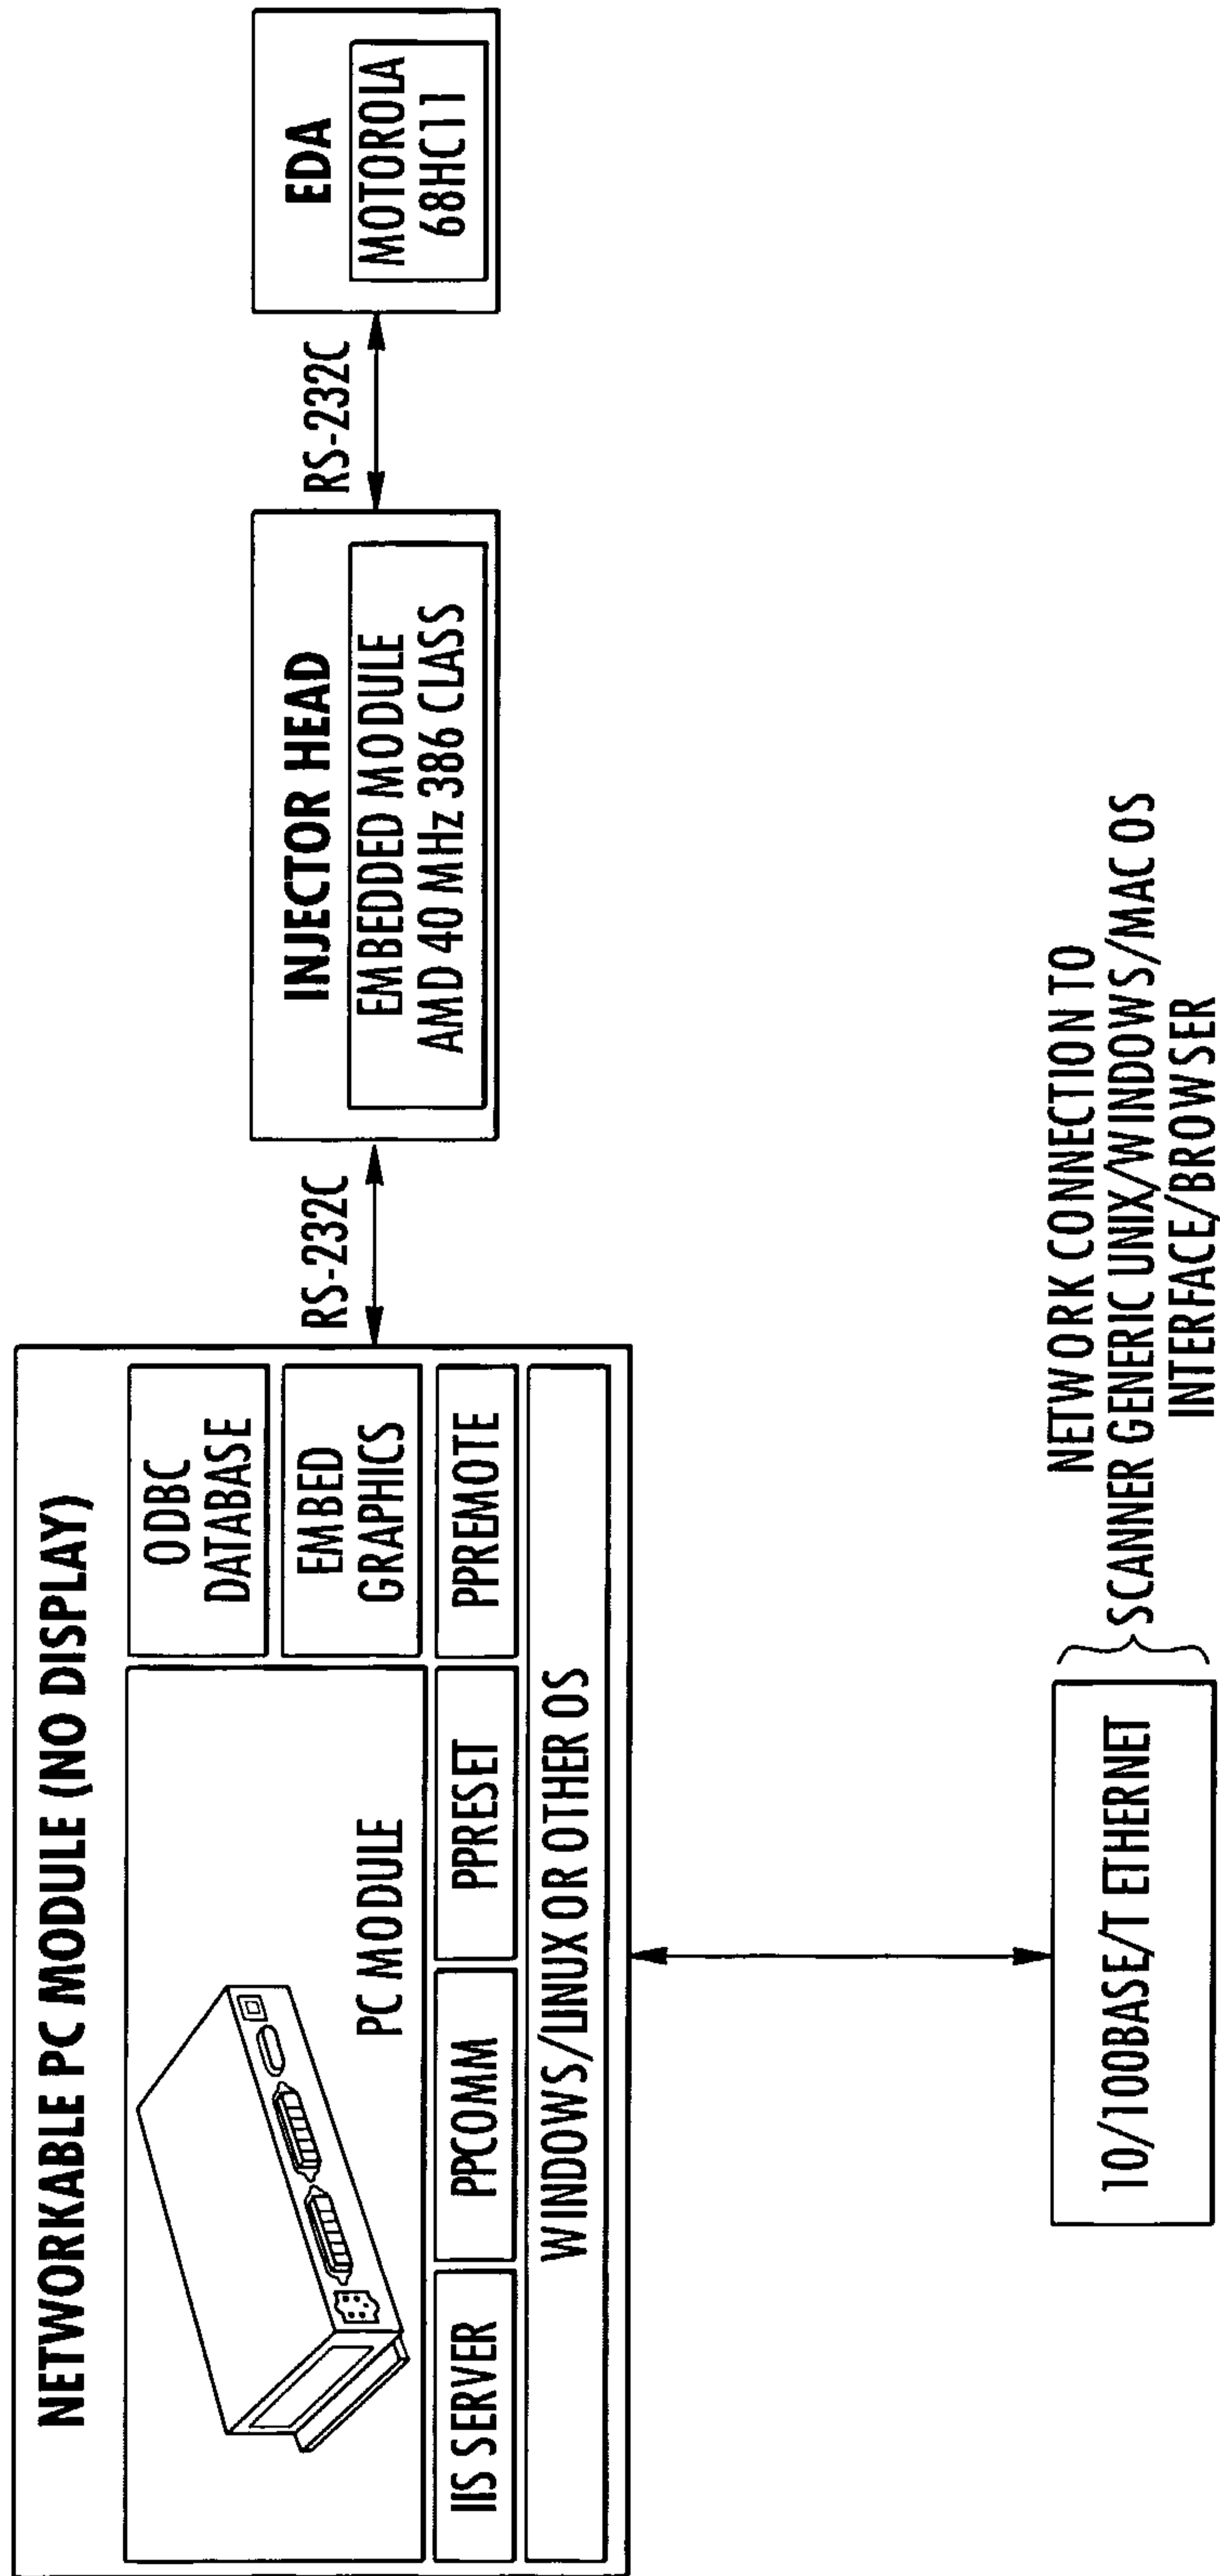 NETWORKABLE PC MODULE (NO DISPLAY)
PC MODULE
ODBC
DATABASE
EMBED
GRAPHICS
IIS SERVER
PPCOMM
PPRESET
PPREMOTE
WINDOWS/LINUX OR OTHER OS
RS-232C
INJECTOR HEAD
EMBEDDED MODULE
AMD 40 MHz 386 CLASS
RS-232C
EDA
MOTOROLA
68HC11
10/100BASE/T ETHERNET
NETWORK CONNECTION TO
SCANNER GENERIC UNIX/WINDOWS/MAC OS
INTERFACE/BROWSER